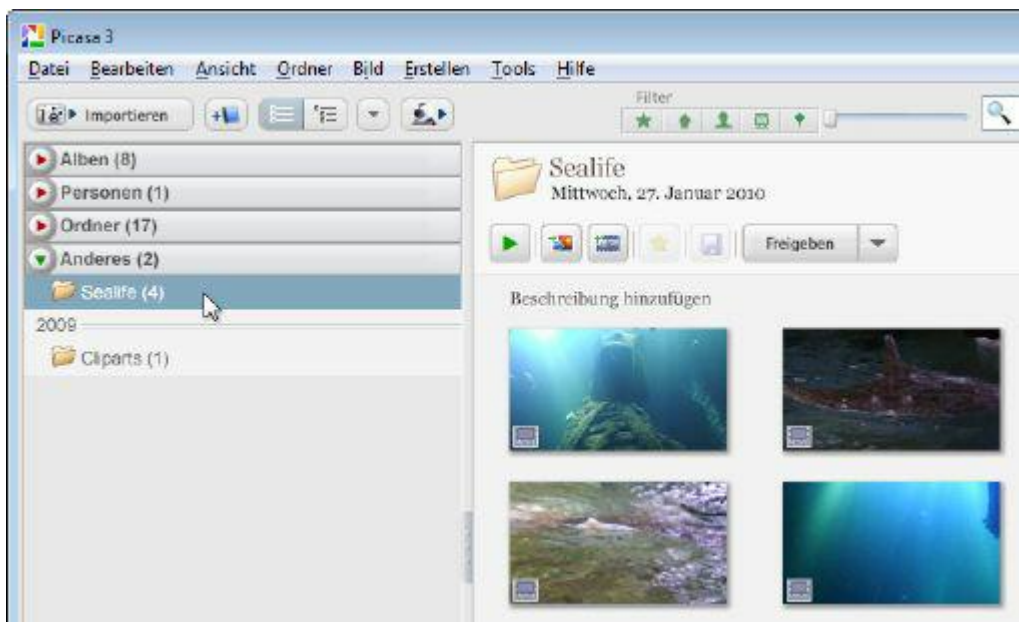 Picasa 3
Datei Bearbeiten Ansicht Ordner Bild Erstellen Tools Hilfe
Importieren
Filter
Alben (8)
Personen (1)
Ordner (17)
Anderes (2)
Sealife (4)
2009
Cliparts (1)
Sealife
Mittwoch, 27. Januar 2010
Freigeben
Beschreibung hinzufügen